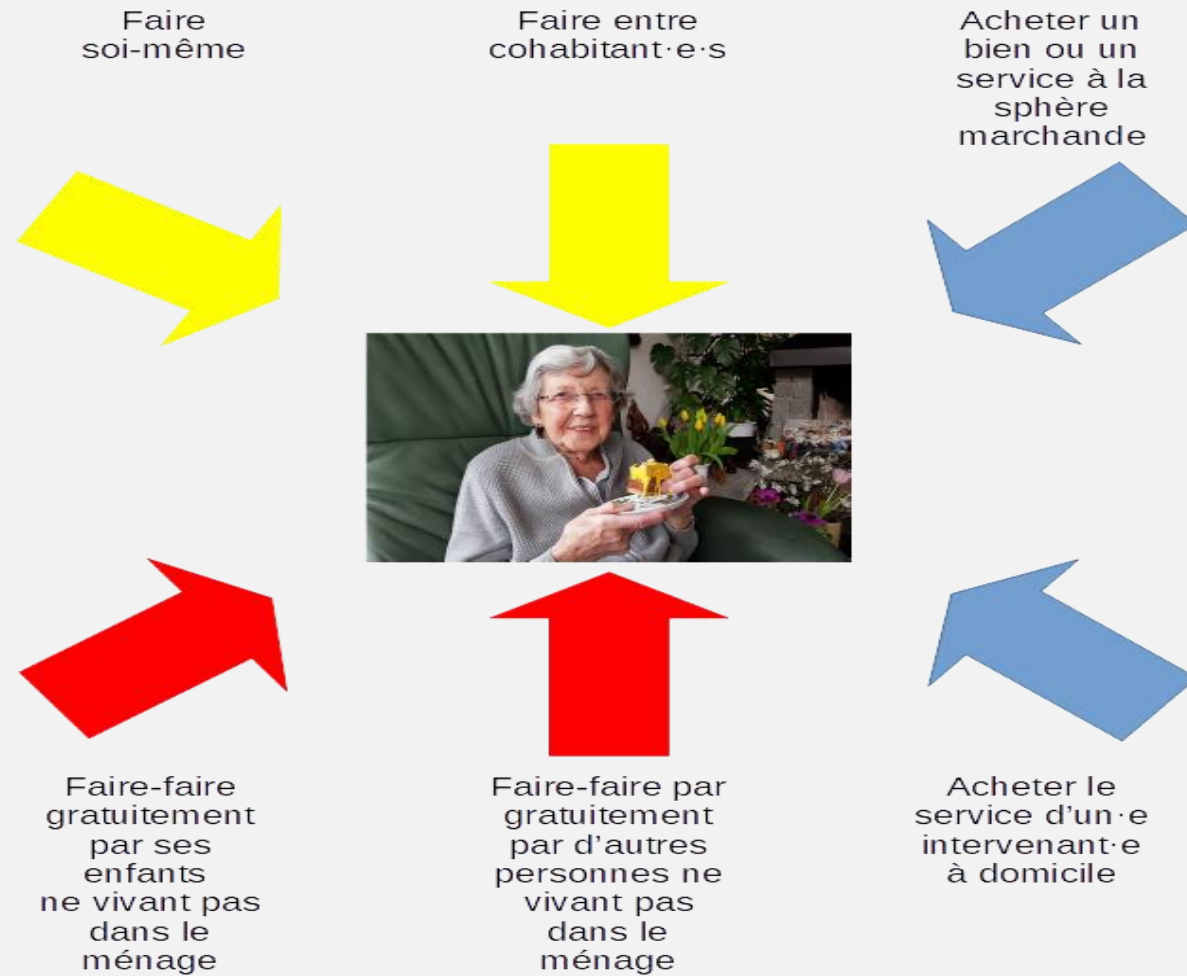 Faire
soi-même
Faire entre
cohabitant·e·s
Acheter un
bien ou un
service à la
sphère
marchande
Faire-faire
gratuitement
par ses
enfants
ne vivant pas
dans le
ménage
Faire-faire par
gratuitement
par d'autres
personnes ne
vivant pas
dans le
ménage
Acheter le
service d'un·e
intervenant·e
à domicile